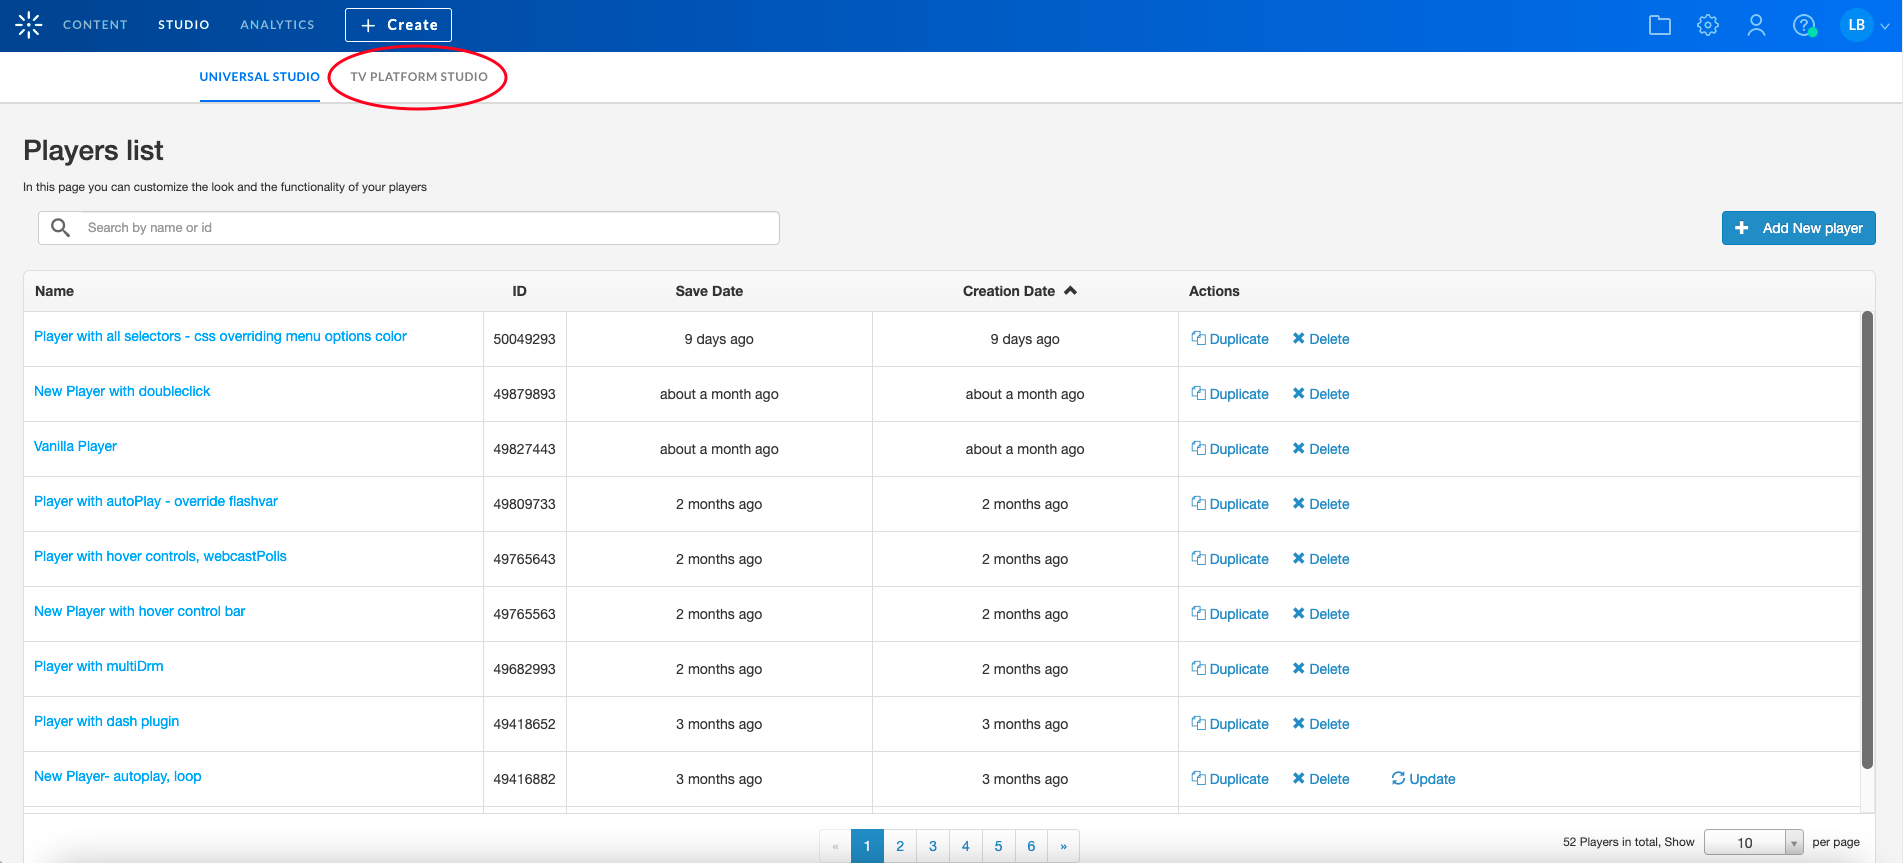 CONTENT STUDIO ANALYTICS + Create LB
UNIVERSAL STUDIO TV PLATFORM STUDIO
Players list
In this page you can customize the look and the functionality of your players
Search by name or id + Add New player
Name ID Save Date Creation Date Actions
Player with all selectors - css overriding menu options color 50049293 9 days ago 9 days ago Duplicate Delete
New Player with doubleclick 49879893 about a month ago about a month ago Duplicate Delete
Vanilla Player 49827443 about a month ago about a month ago Duplicate Delete
Player with autoPlay - override flashvar 49809733 2 months ago 2 months ago Duplicate Delete
Player with hover controls, webcastPolls 49765643 2 months ago 2 months ago Duplicate Delete
New Player with hover control bar 49765563 2 months ago 2 months ago Duplicate Delete
Player with multiDrm 49682993 2 months ago 2 months ago Duplicate Delete
Player with dash plugin 49418652 3 months ago 3 months ago Duplicate Delete
New Player- autoplay, loop 49416882 3 months ago 3 months ago Duplicate Delete Update
« 1 2 3 4 5 6 » 52 Players in total, Show 10 per page